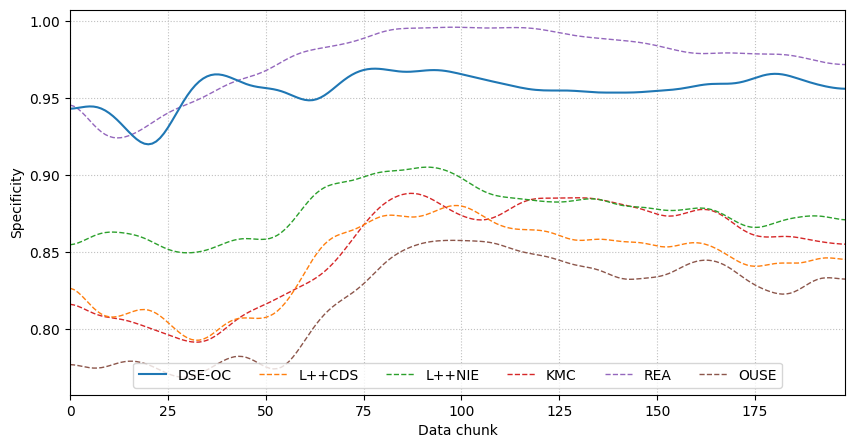 1.00
0.95
0.90
0.85
0.80
Specificity
DSE-OC L++CDS L++NIE KMC REA OUSE
0 25 50 75 100 125 150 175
Data chunk